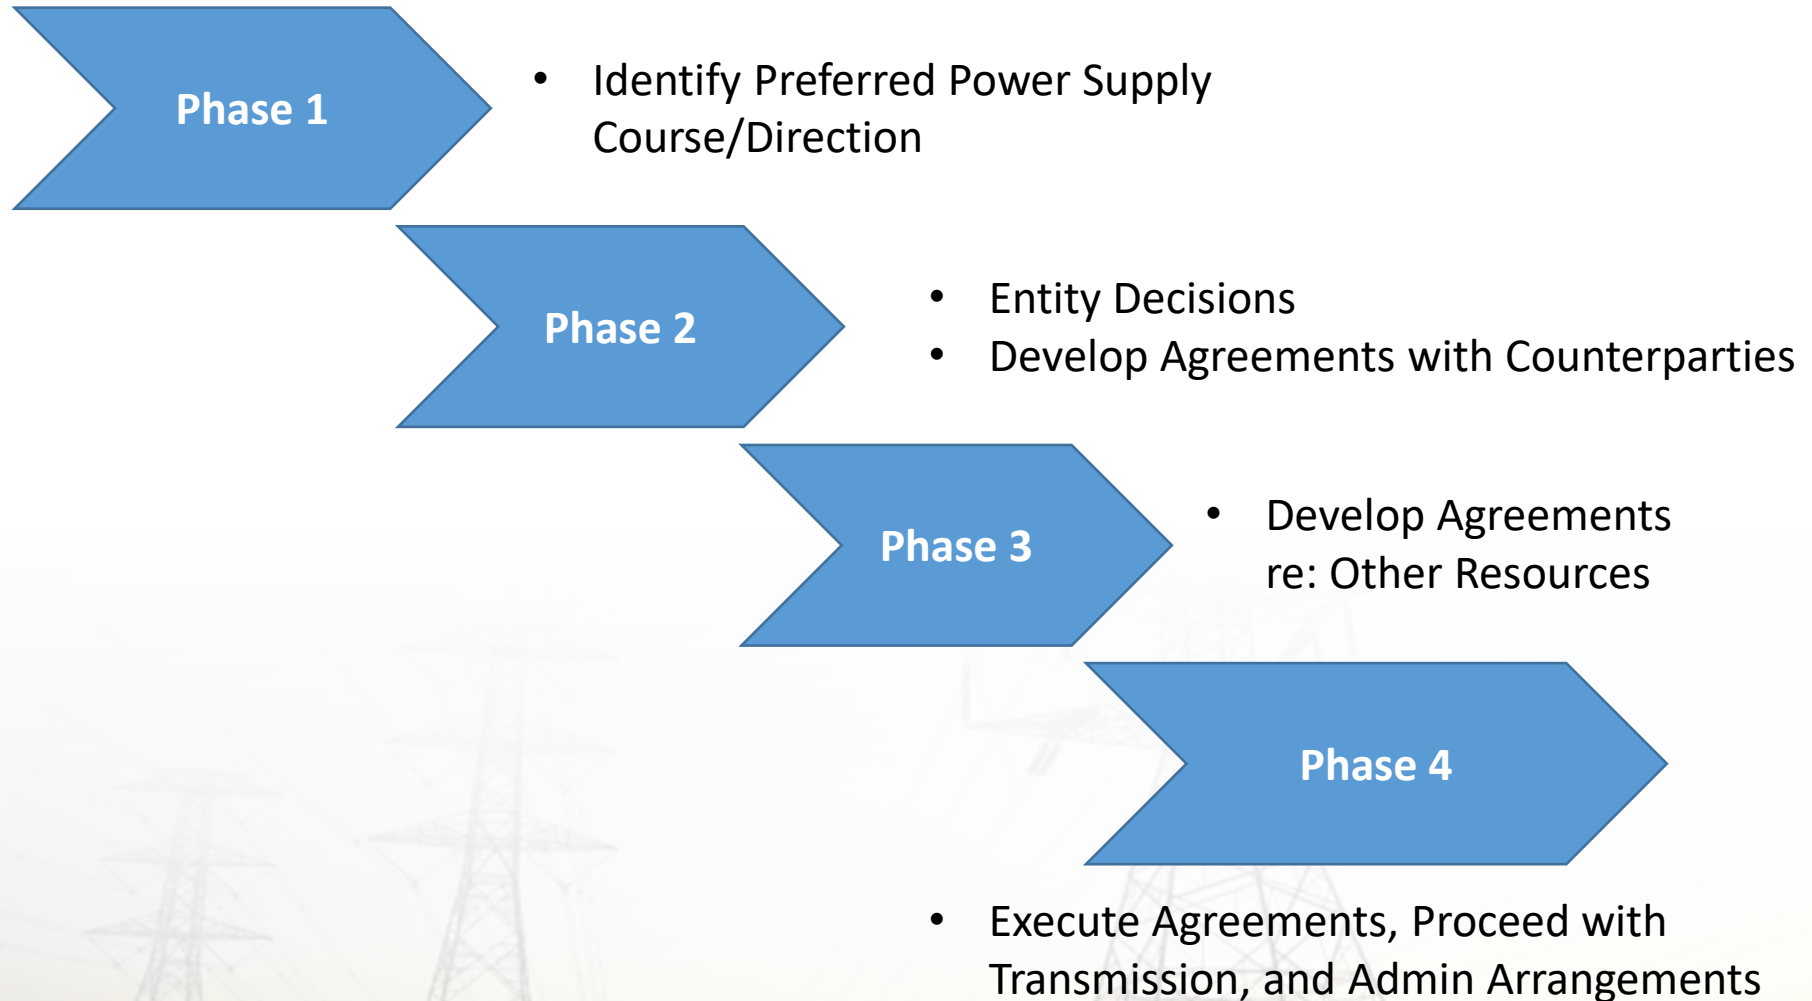 Phase 1
• Identify Preferred Power Supply
Course/Direction
Phase 2
• Entity Decisions
• Develop Agreements with Counterparties
Phase 3
• Develop Agreements
re: Other Resources
Phase 4
• Execute Agreements, Proceed with
Transmission, and Admin Arrangements